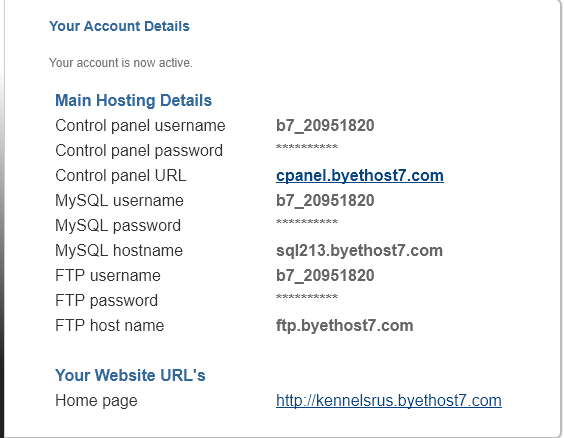 Your Account Details
Your account is now active.
Main Hosting Details
Control panel username b7_20951820
Control panel password **********
Control panel URL cpanel.byethost7.com
MySQL username b7_20951820
MySQL password **********
MySQL hostname sql213.byethost7.com
FTP username b7_20951820
FTP password **********
FTP host name ftp.byethost7.com
Your Website URL's
Home page http://kennelsrus.byethost7.com